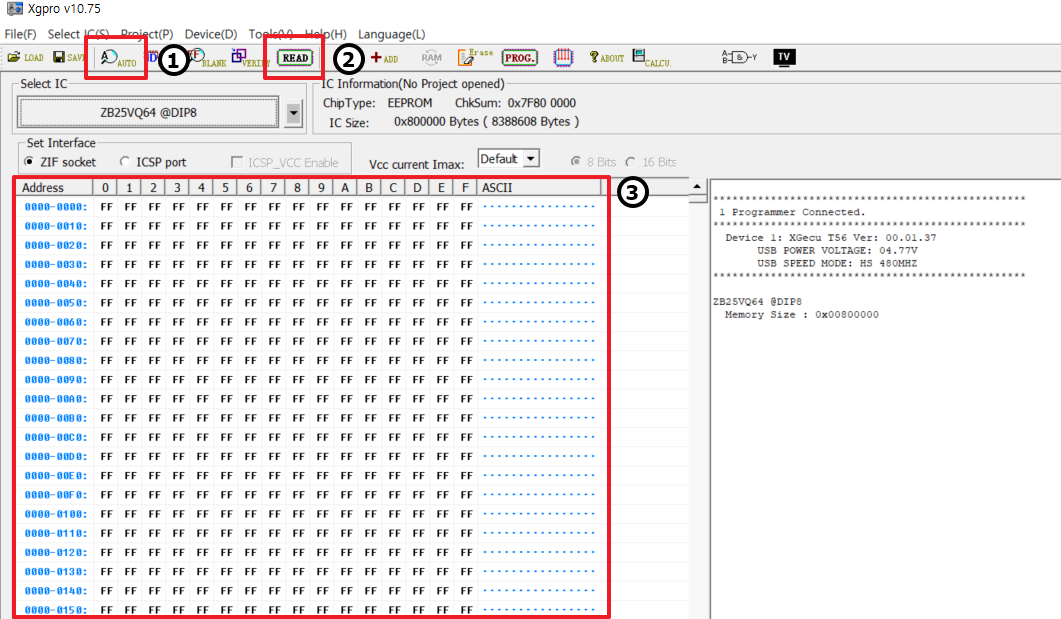 Xgpro v10.75
File(F) Select IC(S) Project(P) Device(D) Tools(V) Help(H) Language(L)
LOAD SAVE AUTO ① BLANK VERIFY READ ② ADD RAM Erase PROG. ABOUT CALCU. TV
Select IC
ZB25VQ64 @DIP8
IC Information(No Project opened)
ChipType: EEPROM ChkSum: 0x7F80 0000
IC Size: 0x800000 Bytes ( 8388608 Bytes )
Set Interface
ZIF socket ICSP port ICSP_VCC Enable Vcc current Imax: Default 8 Bits 16 Bits
Address 0 1 2 3 4 5 6 7 8 9 A B C D E F ASCII ③
0000-0000: FF FF FF FF FF FF FF FF FF FF FF FF FF FF FF FF ................
0000-0010: FF FF FF FF FF FF FF FF FF FF FF FF FF FF FF FF ................
0000-0020: FF FF FF FF FF FF FF FF FF FF FF FF FF FF FF FF ................
0000-0030: FF FF FF FF FF FF FF FF FF FF FF FF FF FF FF FF ................
0000-0040: FF FF FF FF FF FF FF FF FF FF FF FF FF FF FF FF ................
0000-0050: FF FF FF FF FF FF FF FF FF FF FF FF FF FF FF FF ................
0000-0060: FF FF FF FF FF FF FF FF FF FF FF FF FF FF FF FF ................
0000-0070: FF FF FF FF FF FF FF FF FF FF FF FF FF FF FF FF ................
0000-0080: FF FF FF FF FF FF FF FF FF FF FF FF FF FF FF FF ................
0000-0090: FF FF FF FF FF FF FF FF FF FF FF FF FF FF FF FF ................
0000-00A0: FF FF FF FF FF FF FF FF FF FF FF FF FF FF FF FF ................
0000-00B0: FF FF FF FF FF FF FF FF FF FF FF FF FF FF FF FF ................
0000-00C0: FF FF FF FF FF FF FF FF FF FF FF FF FF FF FF FF ................
0000-00D0: FF FF FF FF FF FF FF FF FF FF FF FF FF FF FF FF ................
0000-00E0: FF FF FF FF FF FF FF FF FF FF FF FF FF FF FF FF ................
0000-00F0: FF FF FF FF FF FF FF FF FF FF FF FF FF FF FF FF ................
0000-0100: FF FF FF FF FF FF FF FF FF FF FF FF FF FF FF FF ................
0000-0110: FF FF FF FF FF FF FF FF FF FF FF FF FF FF FF FF ................
0000-0120: FF FF FF FF FF FF FF FF FF FF FF FF FF FF FF FF ................
0000-0130: FF FF FF FF FF FF FF FF FF FF FF FF FF FF FF FF ................
0000-0140: FF FF FF FF FF FF FF FF FF FF FF FF FF FF FF FF ................
0000-0150: FF FF FF FF FF FF FF FF FF FF FF FF FF FF FF FF ................
*************************************************
1 Programmer Connected.
*************************************************
Device 1: XGecu T56 Ver: 00.01.37
USB POWER VOLTAGE: 04.77V
USB SPEED MODE: HS 480MHZ
*************************************************
ZB25VQ64 @DIP8
Memory Size : 0x00800000